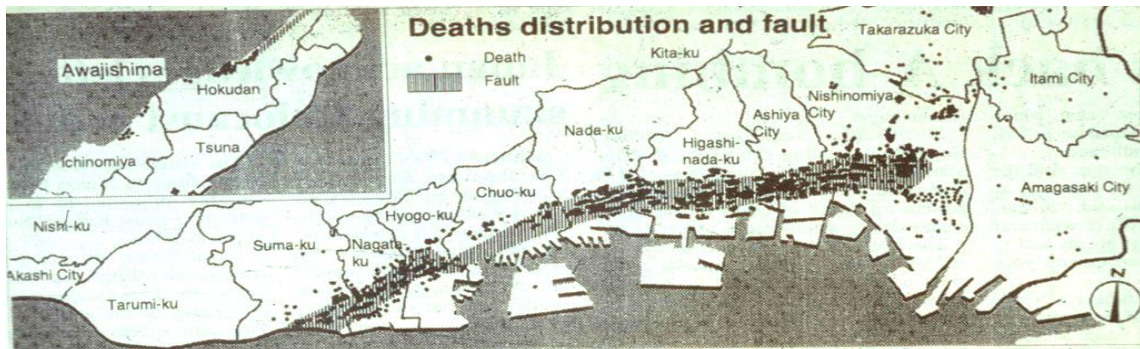 Deaths distribution and fault
Death
Fault
Awajishima
Hokudan
Tsuna
Ichinomiya
Kita-ku
Takarazuka City
Itami City
Nishinomiya
Ashiya
City
Nada-ku
Higashi-
nada-ku
Amagasaki City
Chuo-ku
Hyogo-ku
Nagata
ku
Suma-ku
Nishi-ku
Akashi City
Tarumi-ku
N